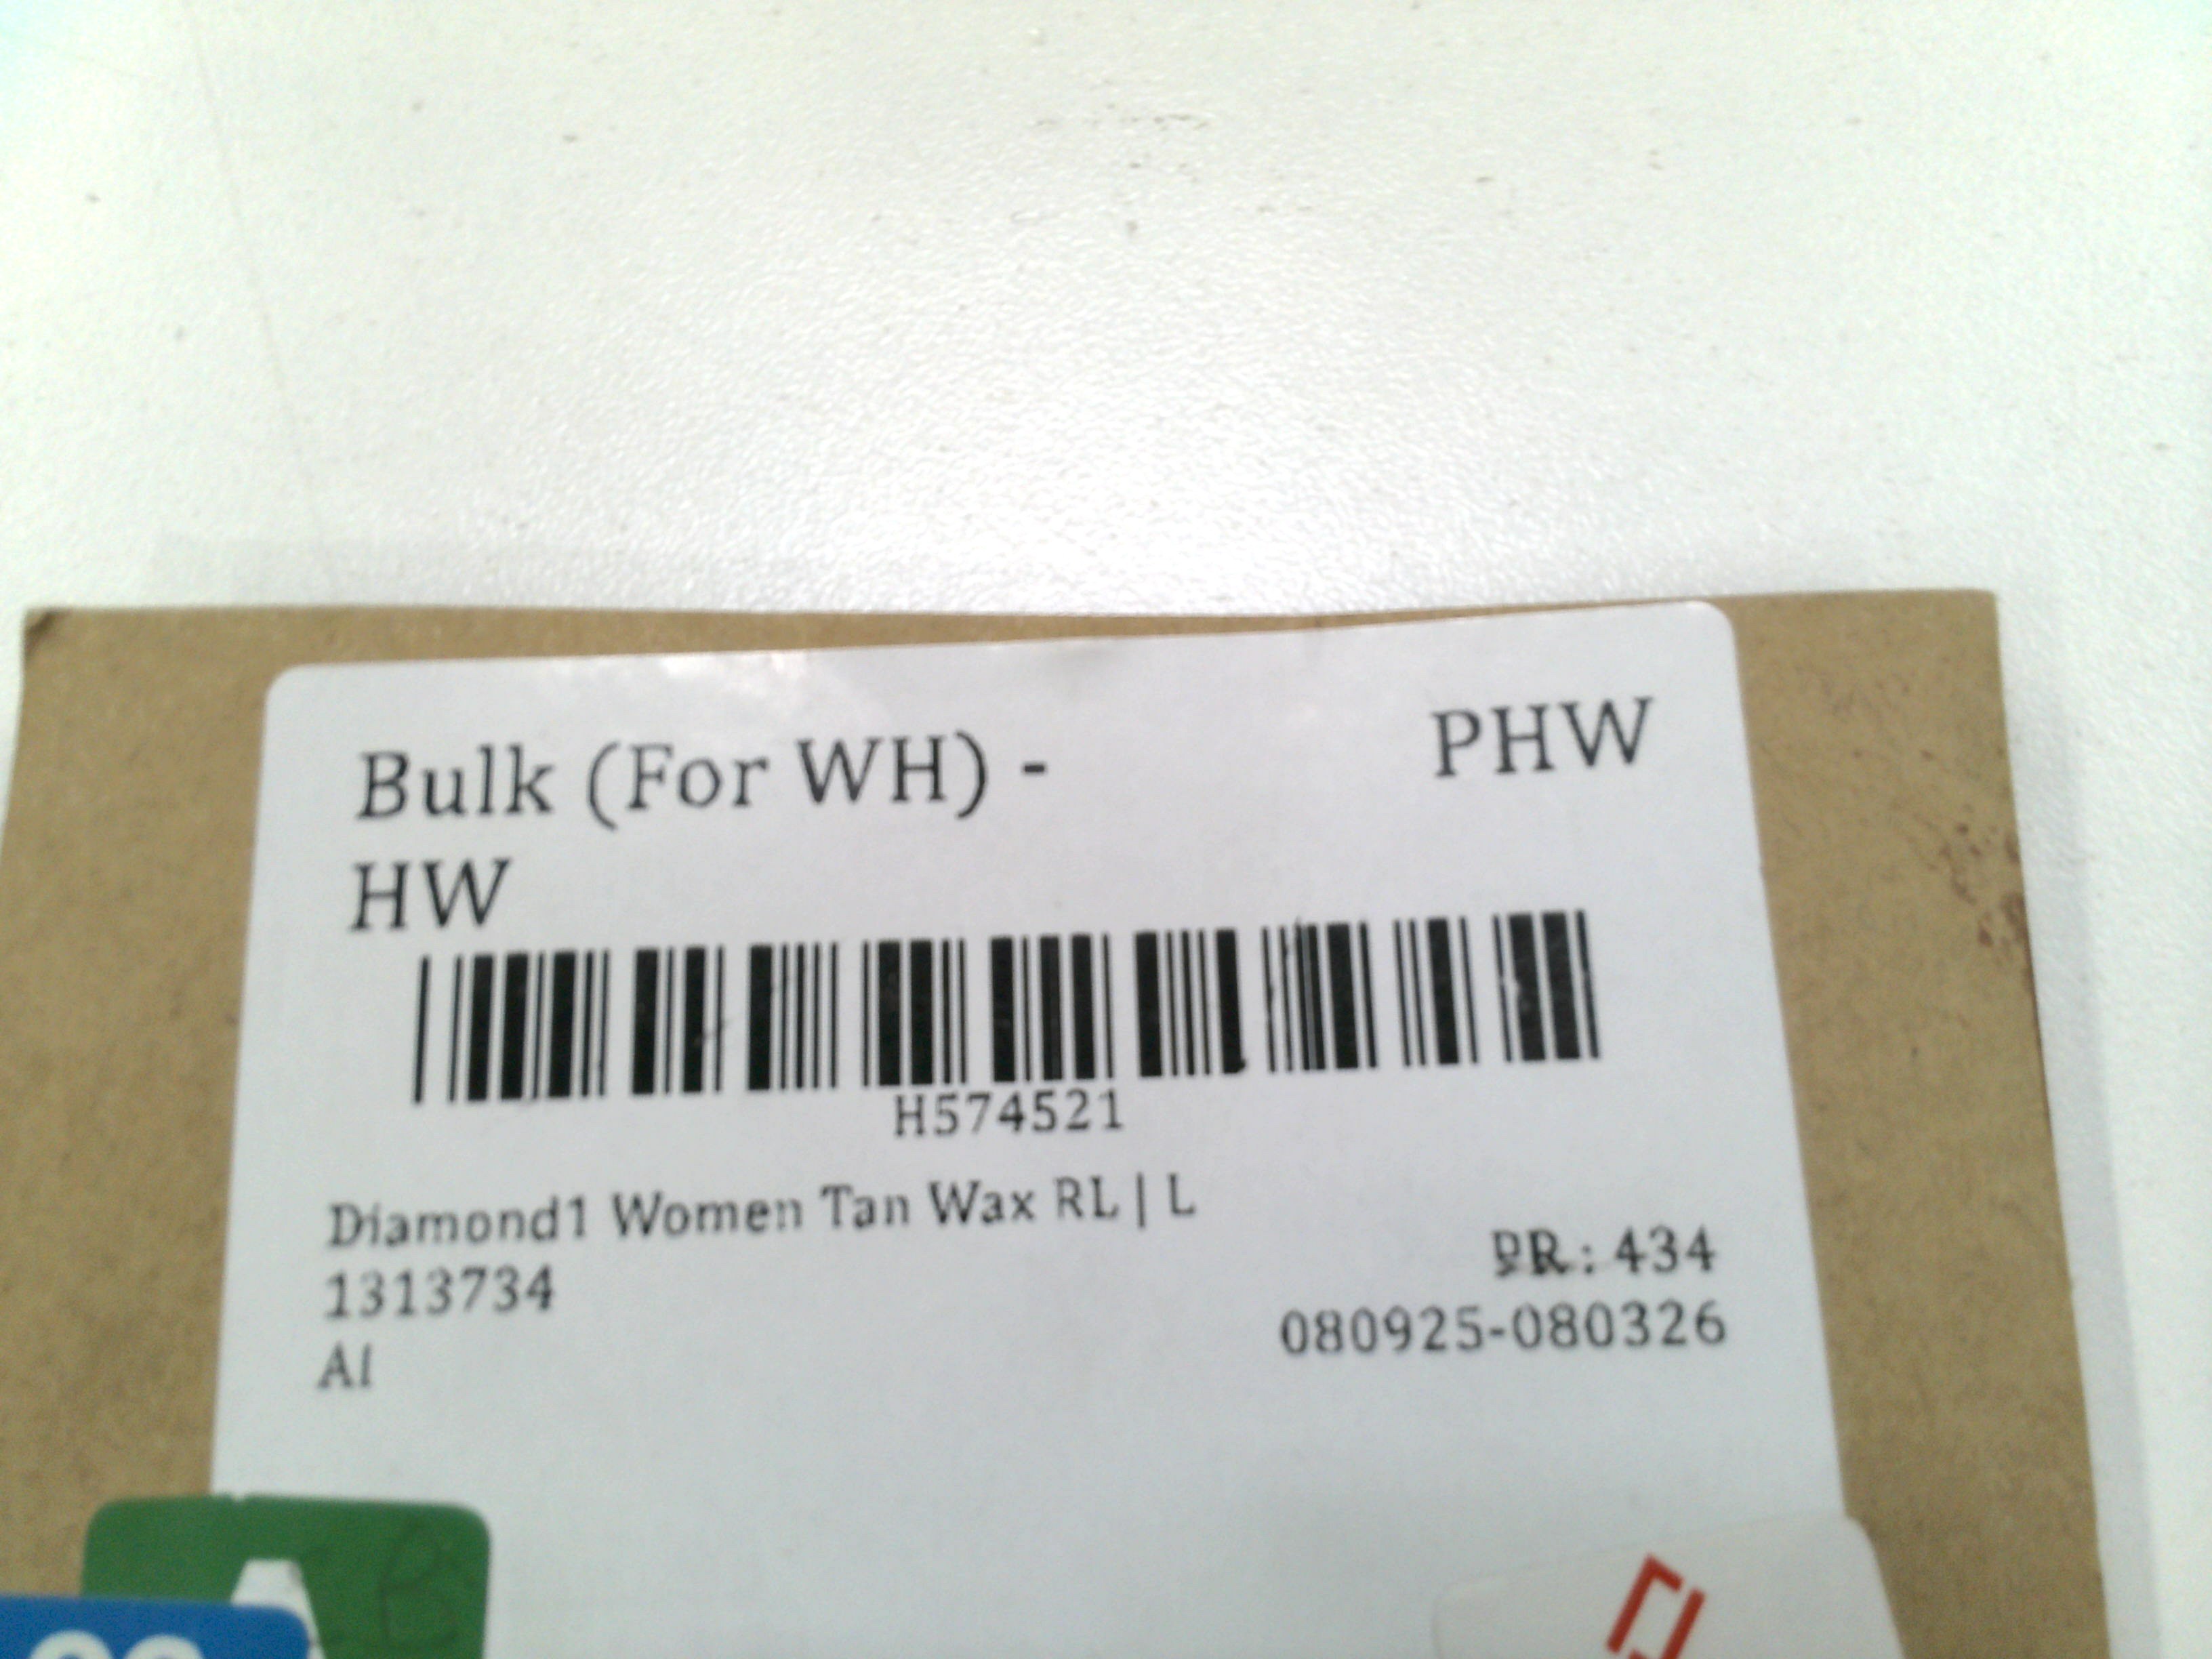 Bulk (For WH) - PHW
HW
H574521
Diamond1 Women Tan Wax RL | L
1313734 PR: 434
080925-080326
AI
A